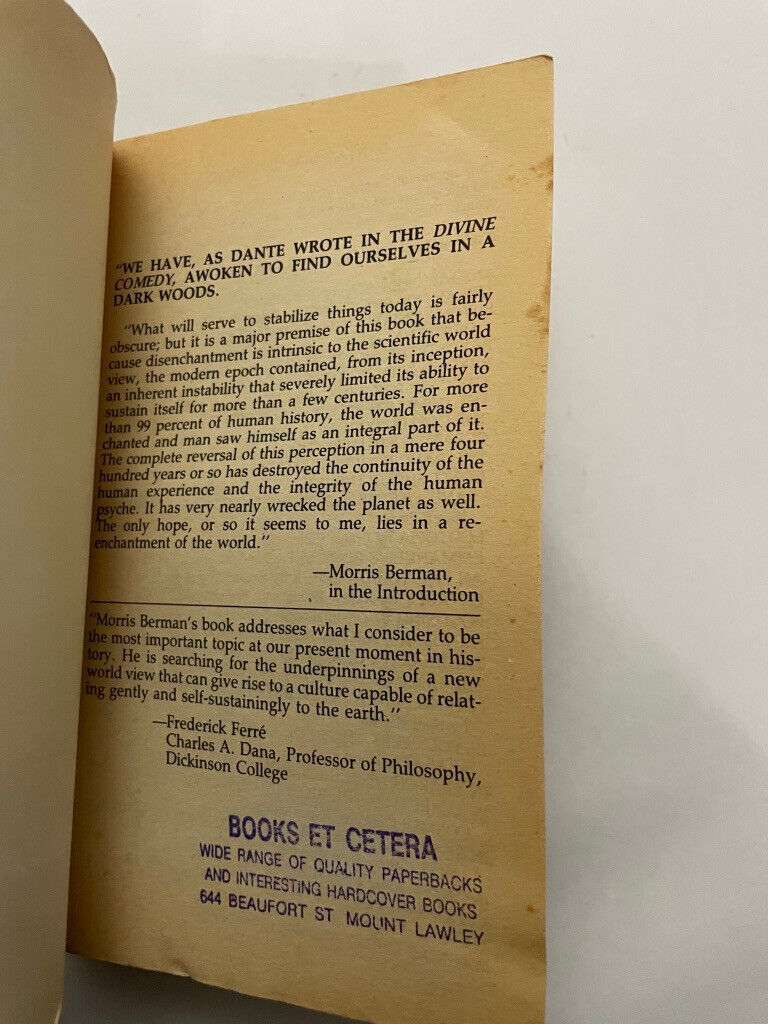 "WE HAVE, AS DANTE WROTE IN THE DIVINE
COMEDY, AWOKEN TO FIND OURSELVES IN A
DARK WOODS.
"What will serve to stabilize things today is fairly
obscure; but it is a major premise of this book that be-
cause disenchantment is intrinsic to the scientific world
view, the modern epoch contained, from its inception,
an inherent instability that severely limited its ability to
sustain itself for more than a few centuries. For more
than 99 percent of human history, the world was en-
chanted and man saw himself as an integral part of it.
The complete reversal of this perception in a mere four
hundred years or so has destroyed the continuity of the
human experience and the integrity of the human
psyche. It has very nearly wrecked the planet as well.
The only hope, or so it seems to me, lies in a re-
enchantment of the world."
—Morris Berman,
in the Introduction
"Morris Berman's book addresses what I consider to be
the most important topic at our present moment in his-
tory. He is searching for the underpinnings of a new
world view that can give rise to a culture capable of relat-
ing gently and self-sustainingly to the earth."
—Frederick Ferré
Charles A. Dana, Professor of Philosophy,
Dickinson College
BOOKS ET CETERA
WIDE RANGE OF QUALITY PAPERBACKS
AND INTERESTING HARDCOVER BOOKS
644 BEAUFORT ST MOUNT LAWLEY